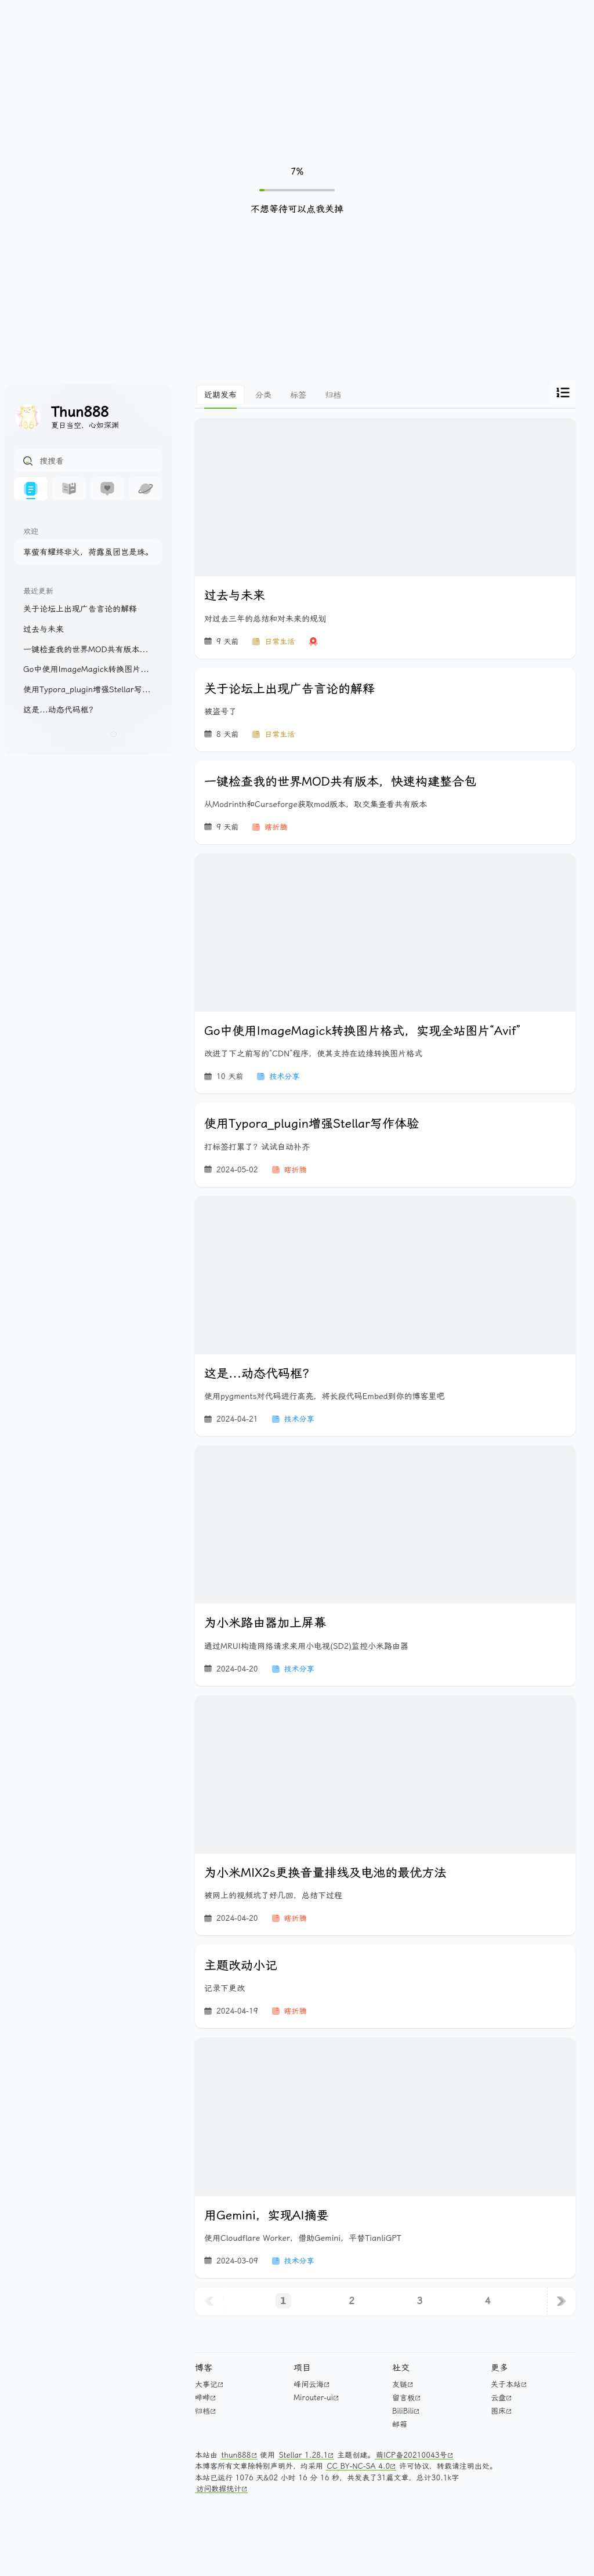 7%
不想等待可以点我关掉
Thun888
夏日当空，心如深渊
搜搜看
欢迎
草萤有耀终非火，荷露虽团岂是珠。
最近更新
关于论坛上出现广告言论的解释
过去与未来
一键检查我的世界MOD共有版本...
Go中使用ImageMagick转换图片...
使用Typora_plugin增强Stellar写...
这是...动态代码框？
近期发布 分类 标签 归档
过去与未来
对过去三年的总结和对未来的规划
9 天前 日常生活
关于论坛上出现广告言论的解释
被盗号了
8 天前 日常生活
一键检查我的世界MOD共有版本，快速构建整合包
从Modrinth和Curseforge获取mod版本，取交集查看共有版本
9 天前 瞎折腾
Go中使用ImageMagick转换图片格式，实现全站图片“Avif”
改进了下之前写的“CDN”程序，使其支持在边缘转换图片格式
10 天前 技术分享
使用Typora_plugin增强Stellar写作体验
打标签打累了？试试自动补齐
2024-05-02 瞎折腾
这是...动态代码框？
使用pygments对代码进行高亮，将长段代码Embed到你的博客里吧
2024-04-21 技术分享
为小米路由器加上屏幕
通过MRUI构造网络请求来用小电视(SD2)监控小米路由器
2024-04-20 技术分享
为小米MIX2s更换音量排线及电池的最优方法
被网上的视频坑了好几回，总结下过程
2024-04-20 瞎折腾
主题改动小记
记录下更改
2024-04-19 瞎折腾
用Gemini，实现AI摘要
使用Cloudflare Worker，借助Gemini，平替TianliGPT
2024-03-09 技术分享
1 2 3 4
博客 项目 社交 更多
大事记 峰间云海 友链 关于本站
哔哔 Mirouter-ui 留言板 云盘
归档 BiliBili 图床
邮箱
本站由 thun888 使用 Stellar 1.28.1 主题创建。萌ICP备20210043号
本博客所有文章除特别声明外，均采用 CC BY-NC-SA 4.0 许可协议，转载请注明出处。
本站已运行 1076 天&02 小时 16 分 16 秒，共发表了31篇文章，总计30.1k字
访问数据统计